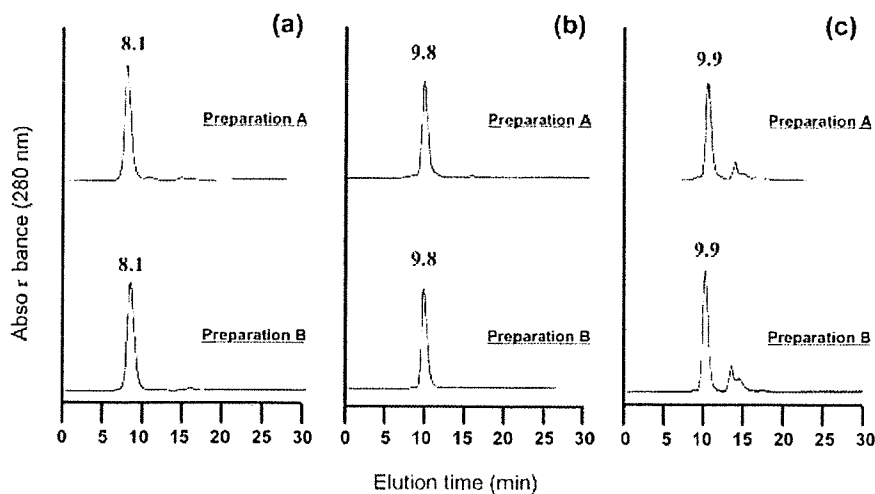 (a)
8.1
Preparation A
8.1
Preparation B
0 5 10 15 20 25 30
(b)
9.8
Preparation A
9.8
Preparation B
0 5 10 15 20 25 30
(c)
9.9
Preparation A
9.9
Preparation B
0 5 10 15 20 25 30
Abso r bance (280 nm)
Elution time (min)